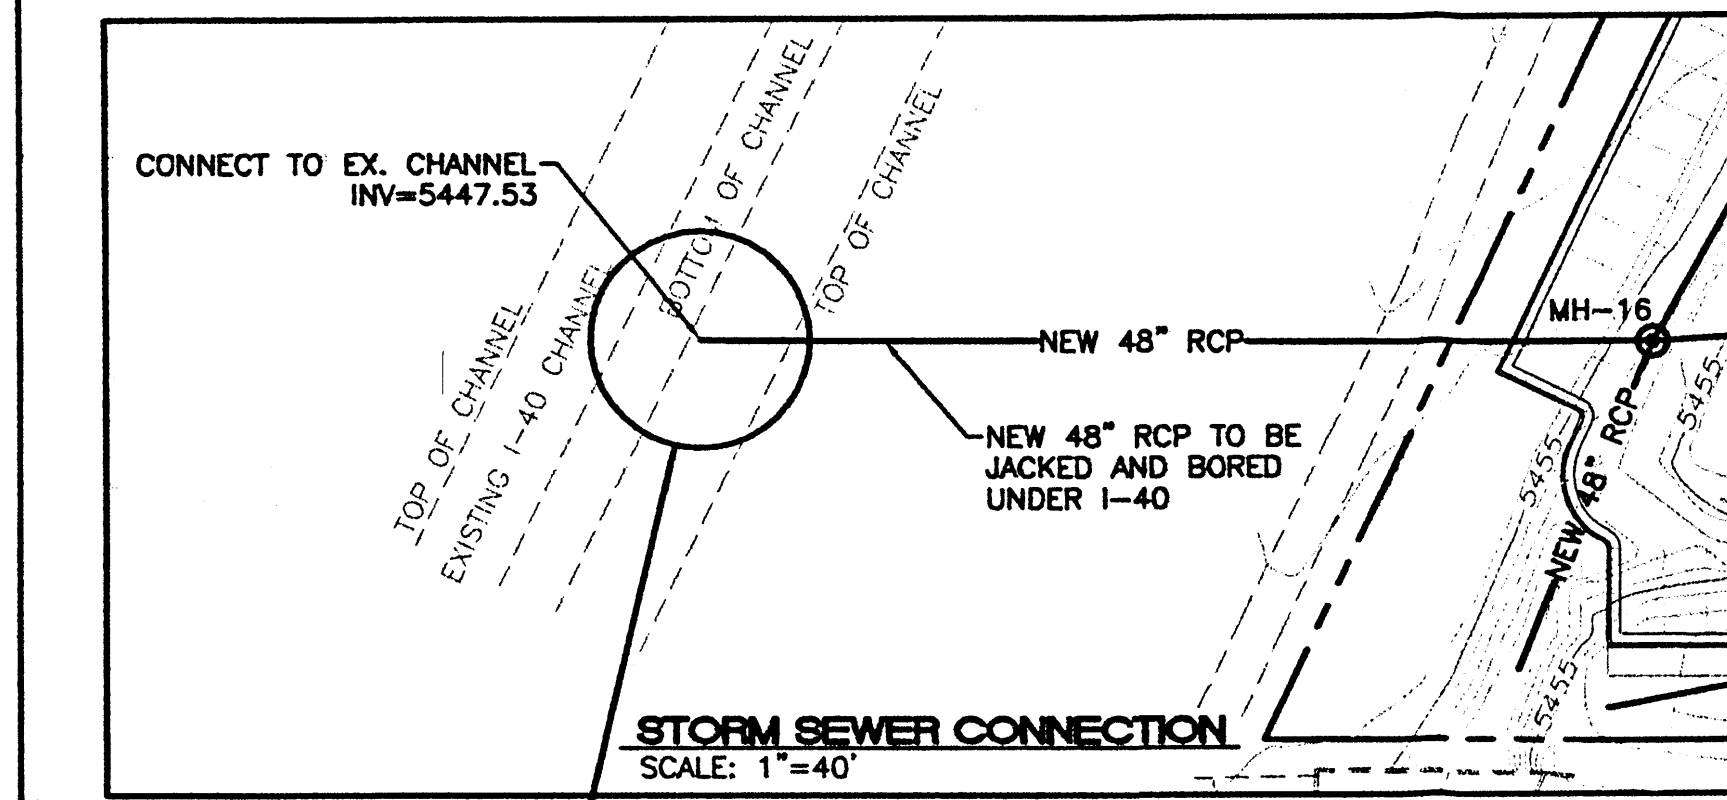 CONNECT TO EX. CHANNEL
INV=5447.53
TOP OF CHANNEL
EXISTING I-40 CHANNEL
BOTTOM OF CHANNEL
TOP OF CHANNEL
NEW 48" RCP
MH-16
NEW 48" RCP TO BE
JACKED AND BORED
UNDER I-40
NEW 48" RCP
5455
5455
5455
STORM SEWER CONNECTION
SCALE: 1"=40'